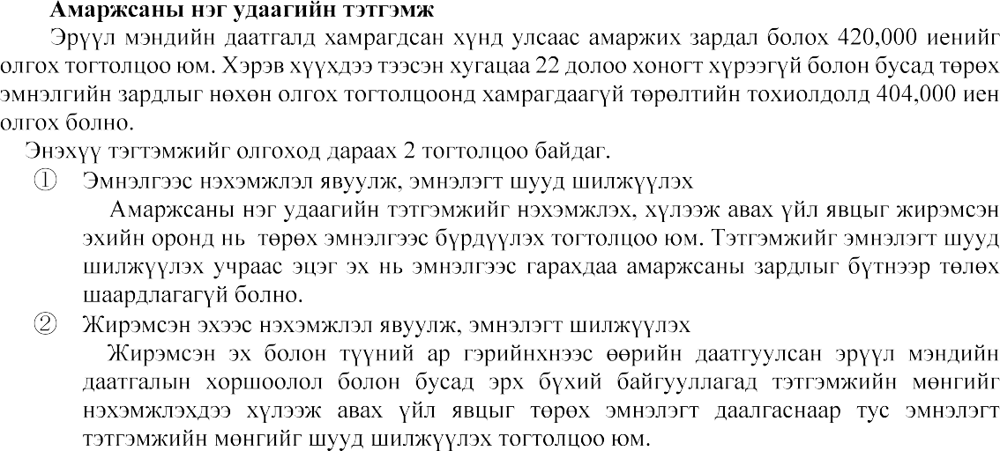 Амаржсаны нэг удаагийн тэтгэмж
Эрүүл мэндийн даатгалд хамрагдсан хүнд улсаас амаржих зардал болох 420,000 иенийг
олгох тогтолцоо юм. Хэрэв хүүхдээ тээсэн хугацаа 22 долоо хоногт хүрээгүй болон бусад төрөх
эмнэлгийн зардлыг нөхөн олгох тогтолцоонд хамрагдаагүй төрөлтийн тохиолдолд 404,000 иен
олгох болно.
Энэхүү тэгтэмжийг олгоход дараах 2 тогтолцоо байдаг.
① Эмнэлгээс нэхэмжлэл явуулж, эмнэлэгт шууд шилжүүлэх
Амаржсаны нэг удаагийн тэтгэмжийг нэхэмжлэх, хүлээж авах үйл явцыг жирэмсэн
эхийн оронд нь төрөх эмнэлгээс бүрдүүлэх тогтолцоо юм. Тэтгэмжийг эмнэлэгт шууд
шилжүүлэх учраас эцэг эх нь эмнэлгээс гарахдаа амаржсаны зардлыг бүтнээр төлөх
шаардлагагүй болно.
② Жирэмсэн эхээс нэхэмжлэл явуулж, эмнэлэгт шилжүүлэх
Жирэмсэн эх болон түүний ар гэрийнхнээс өөрийн даатгуулсан эрүүл мэндийн
даатгалын хоршоолол болон бусад эрх бүхий байгууллагад тэтгэмжийн мөнгийг
нэхэмжлэхдээ хүлээж авах үйл явцыг төрөх эмнэлэгт даалгаснаар тус эмнэлэгт
тэтгэмжийн мөнгийг шууд шилжүүлэх тогтолцоо юм.